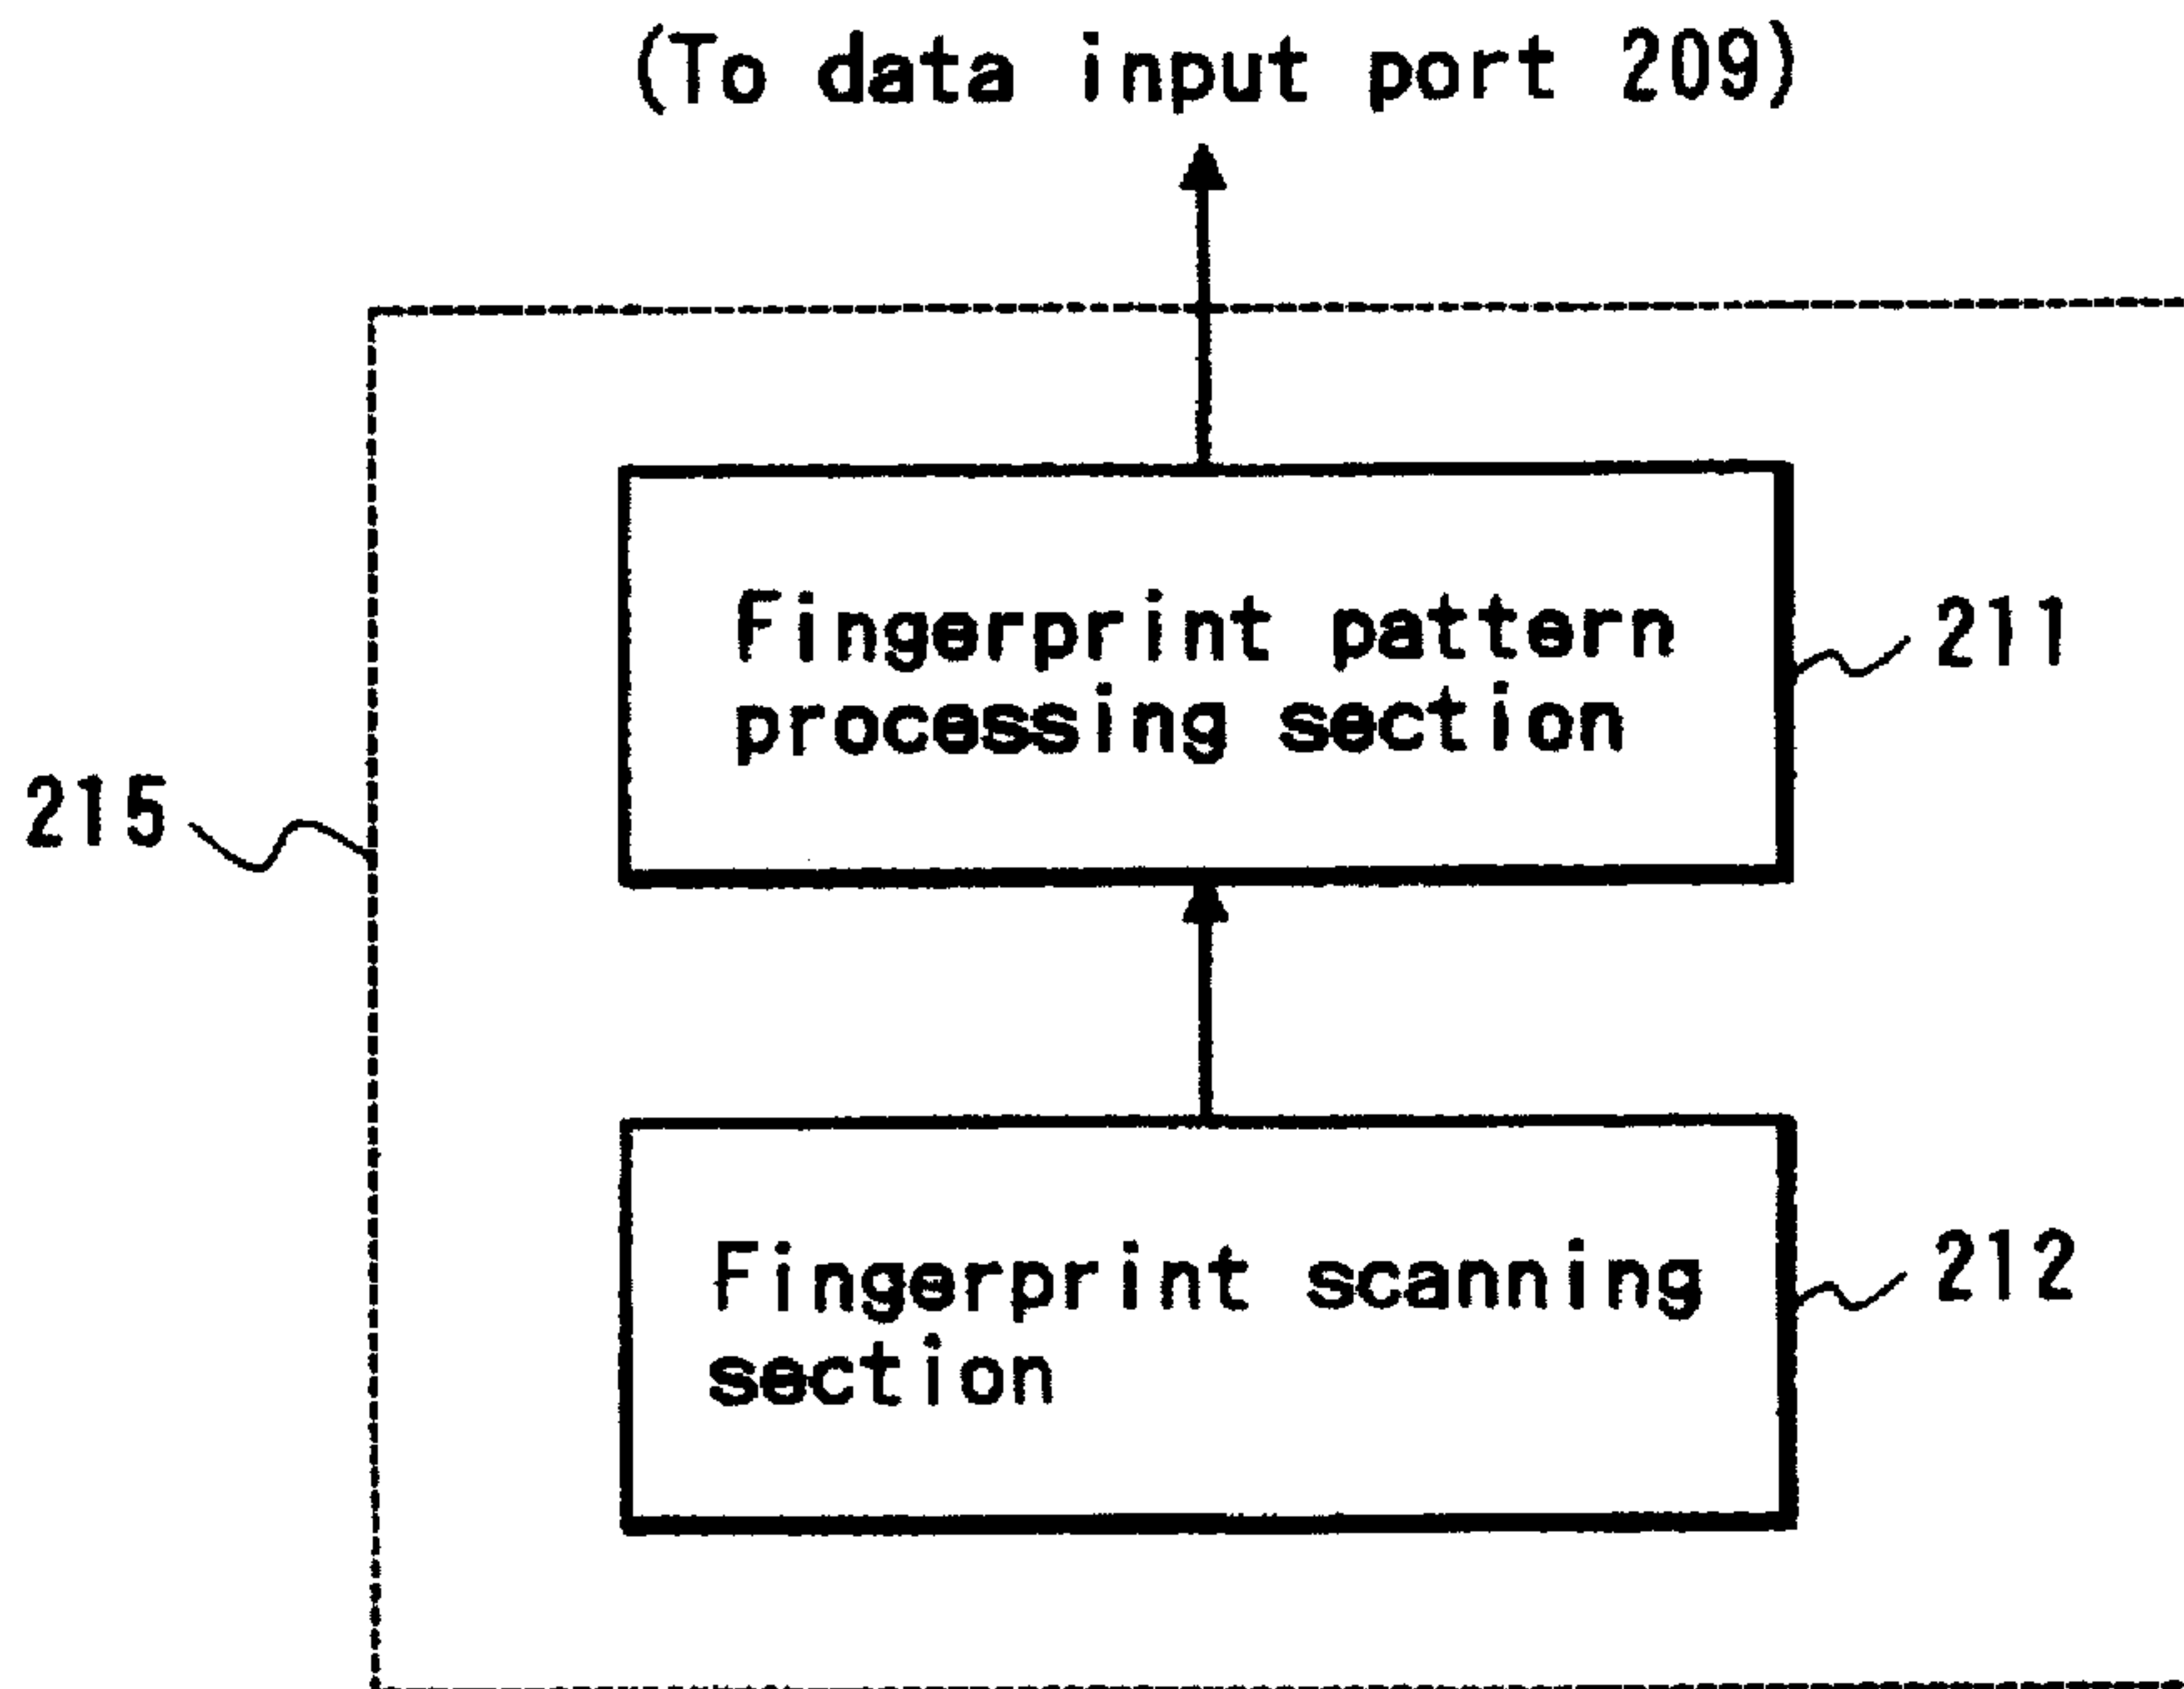 (To data input port 209)
Fingerprint pattern
processing section
211
215
Fingerprint scanning
section
212